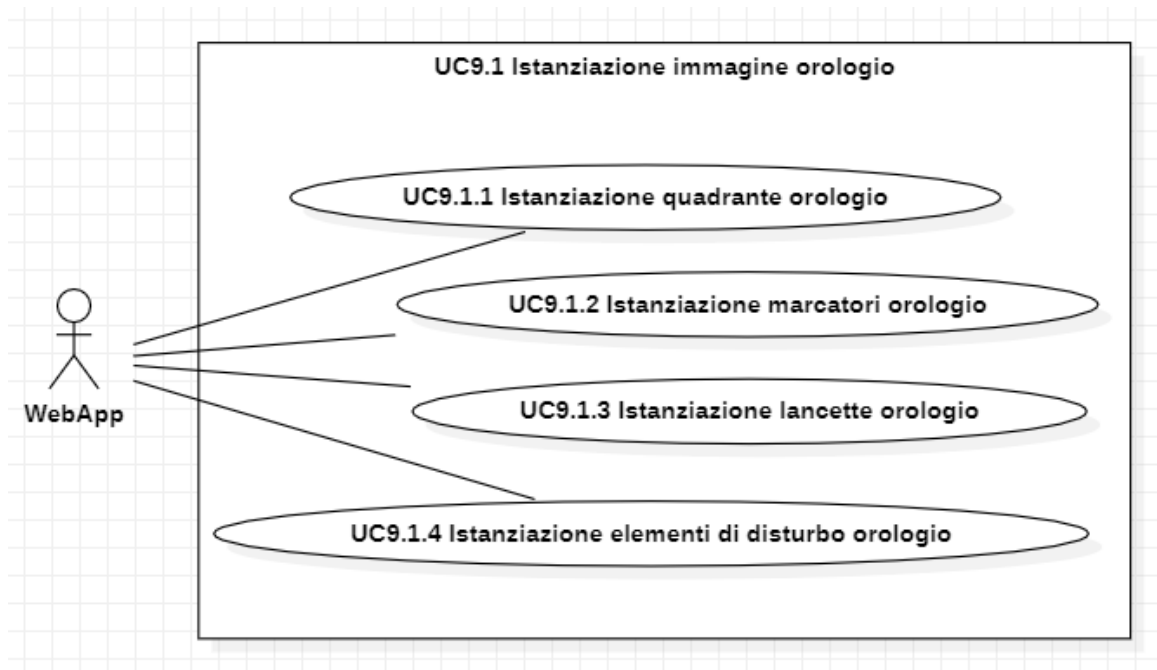 UC9.1 Istanziazione immagine orologio
UC9.1.1 Istanziazione quadrante orologio
UC9.1.2 Istanziazione marcatori orologio
UC9.1.3 Istanziazione lancette orologio
WebApp
UC9.1.4 Istanziazione elementi di disturbo orologio